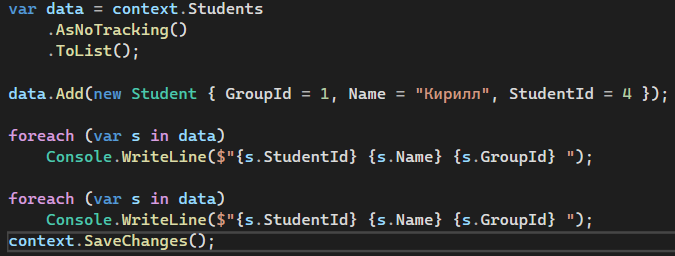 var data = context.Students
.AsNoTracking()
.ToList();
data.Add(new Student { GroupId = 1, Name = "Кирилл", StudentId = 4 });
foreach (var s in data)
Console.WriteLine($"{s.StudentId} {s.Name} {s.GroupId} ");
foreach (var s in data)
Console.WriteLine($"{s.StudentId} {s.Name} {s.GroupId} ");
context.SaveChanges();